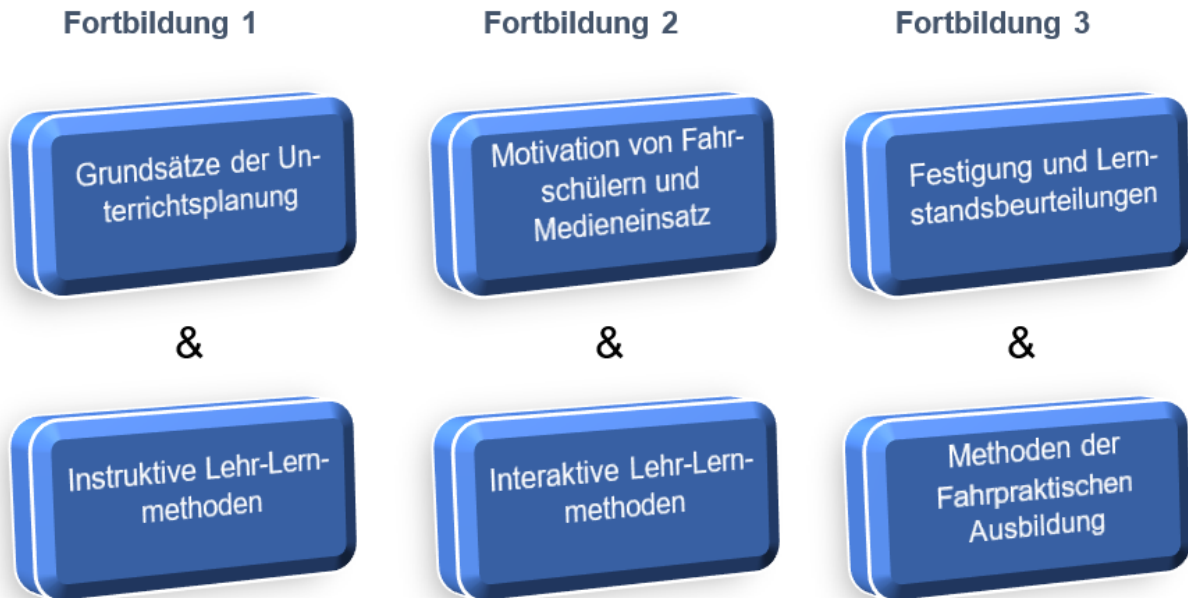 Fortbildung 1
Grundsätze der Un-
terrichtsplanung
&
Instruktive Lehr-Lern-
methoden
Fortbildung 2
Motivation von Fahr-
schülern und
Medieneinsatz
&
Interaktive Lehr-Lern-
methoden
Fortbildung 3
Festigung und Lern-
standsbeurteilungen
&
Methoden der
Fahrpraktischen
Ausbildung